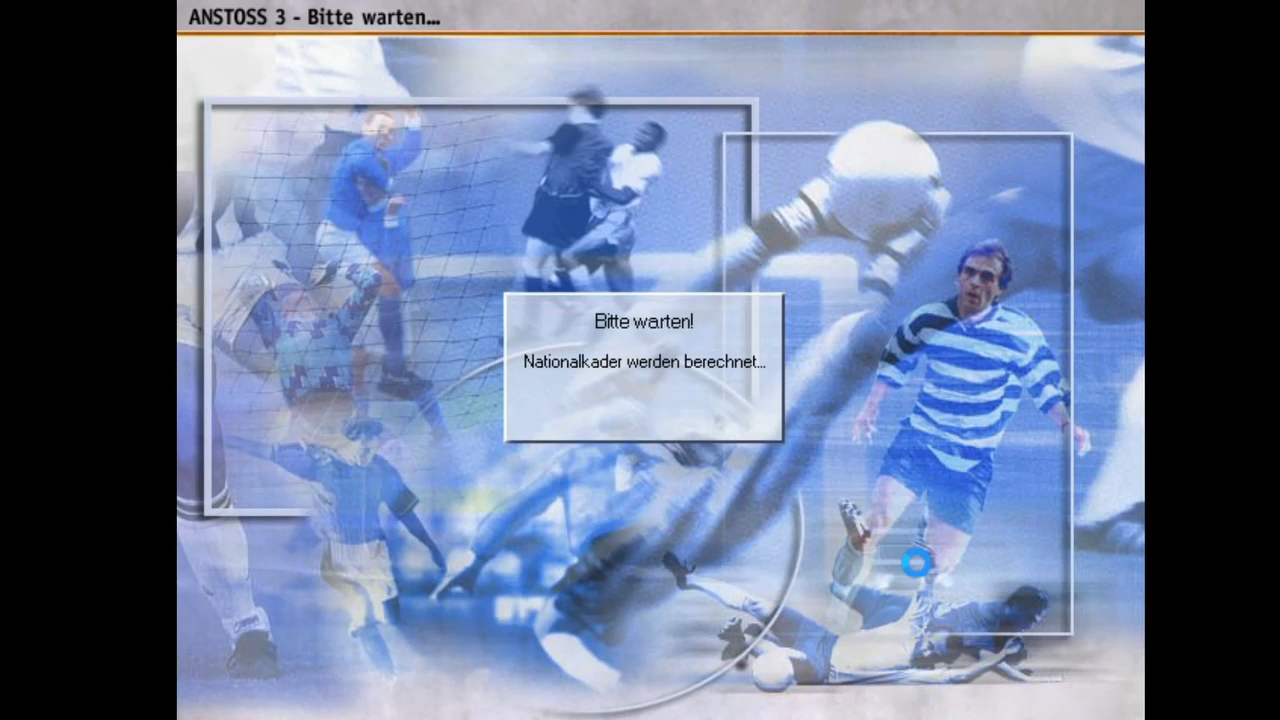 ANSTOSS 3 - Bitte warten...
Bitte warten!
Nationalkader werden berechnet...